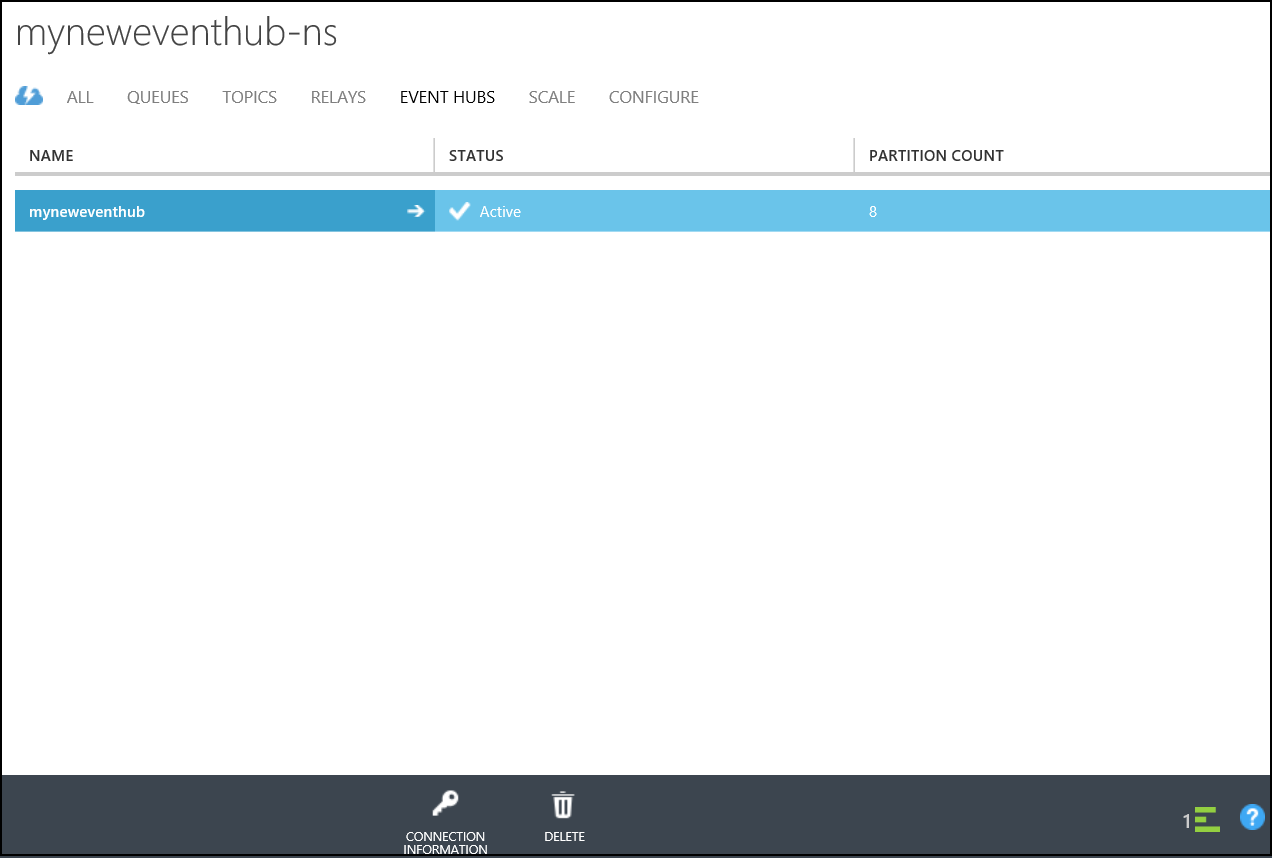 myneweventhub-ns
ALL QUEUES TOPICS RELAYS EVENT HUBS SCALE CONFIGURE
NAME STATUS PARTITION COUNT
myneweventhub Active 8
CONNECTION INFORMATION DELETE 1 ?